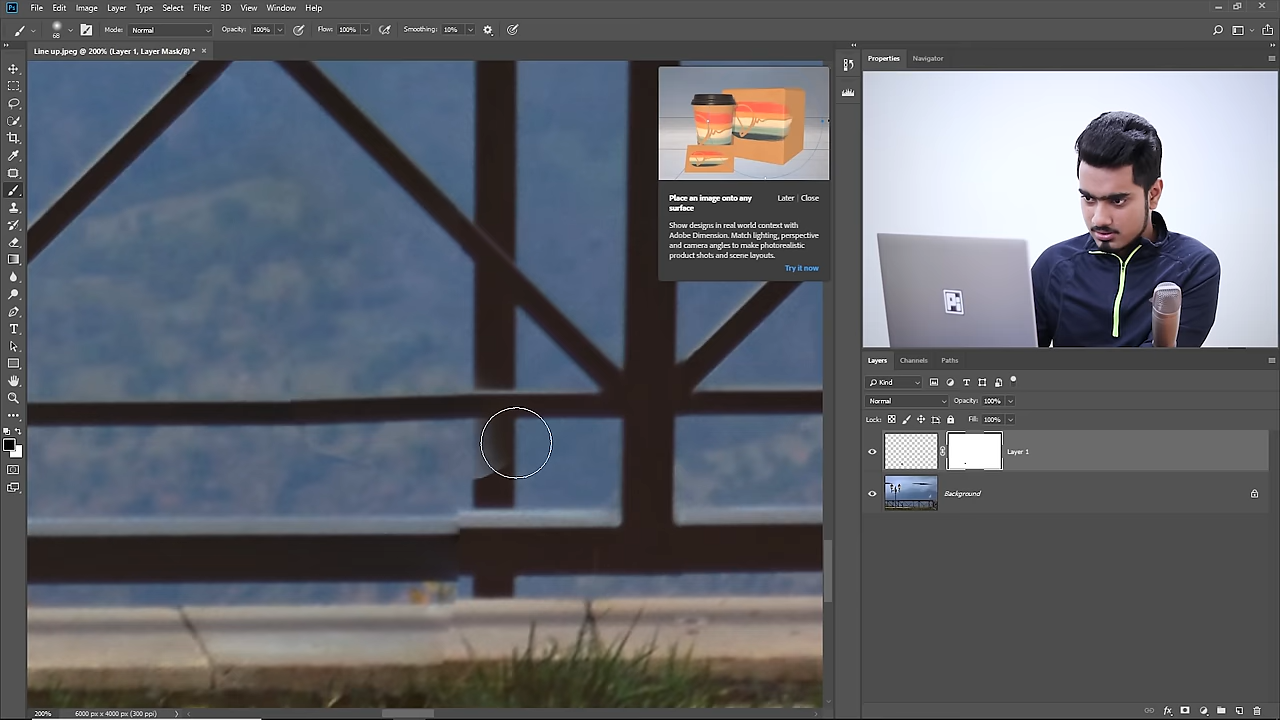 Ps File Edit Image Layer Type Select Filter 3D View Window Help
68 Mode: Normal Opacity: 100% Flow: 100% Smoothing: 10%
Line up.jpeg @ 200% (Layer 1, Layer Mask/8) * ×
Properties Navigator
Place an image onto any surface
Later | Close
Show designs in real world context with
Adobe Dimension. Match lighting, perspective
and camera angles to make photorealistic
product shots and scene layouts.
Try it now
Layers Channels Paths
Kind
Normal Opacity: 100%
Lock: Fill: 100%
Layer 1
Background
200% 6000 px x 4000 px (300 ppi)